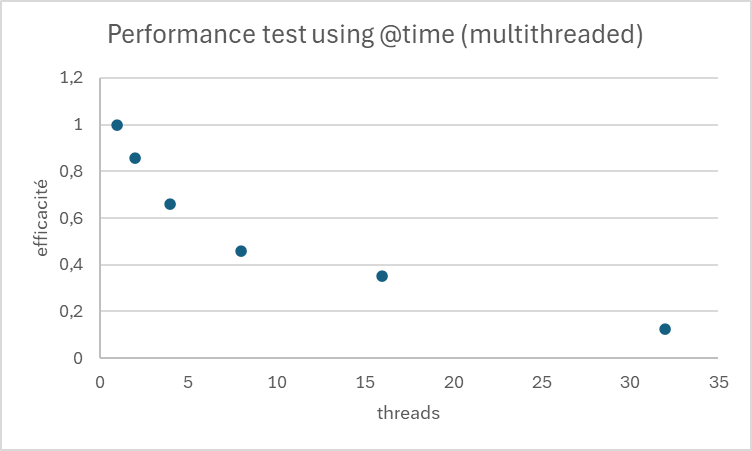 Performance test using @time (multithreaded)
1,2
1
0,8
0,6
0,4
0,2
0
efficacité
0 5 10 15 20 25 30 35
threads